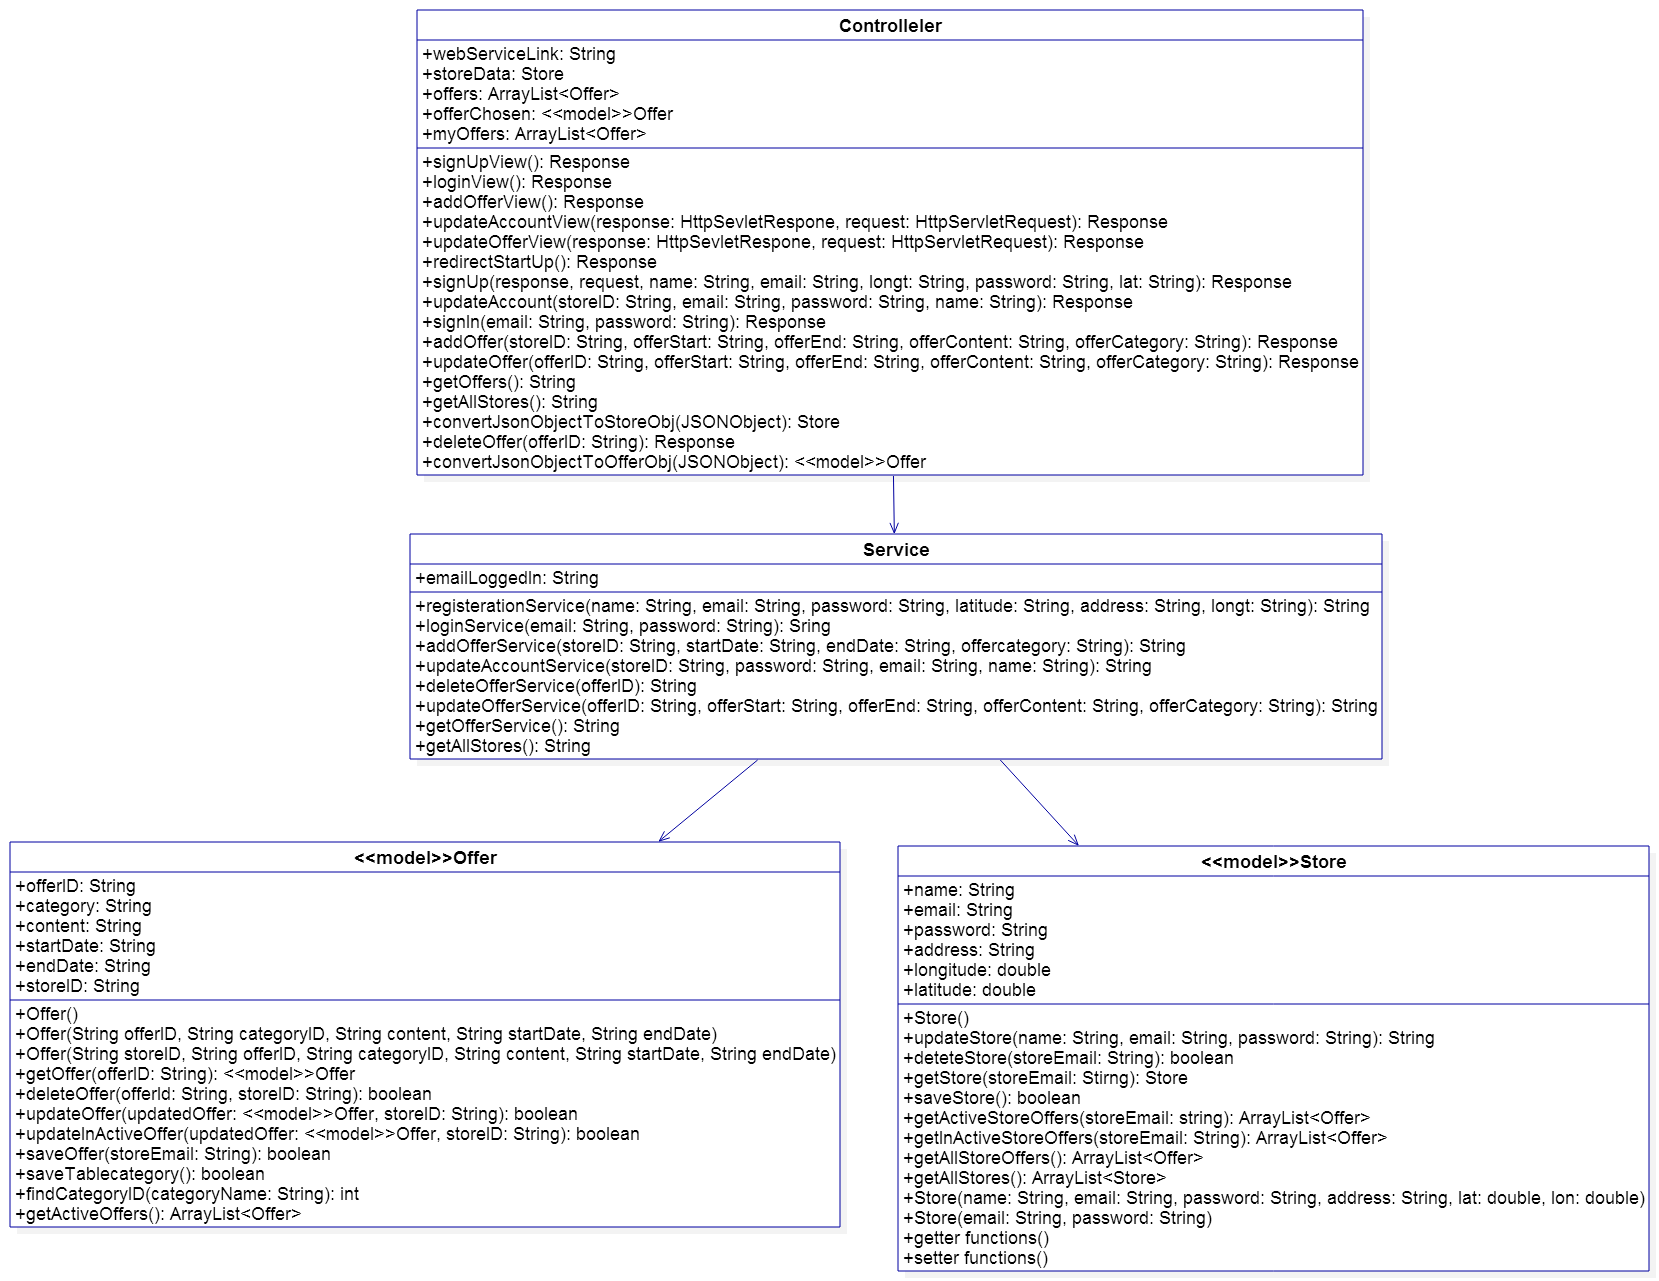 Controlleler
+webServiceLink: String
+storeData: Store
+offers: ArrayList<Offer>
+offerChosen: <<model>>Offer
+myOffers: ArrayList<Offer>
+signUpView(): Response
+loginView(): Response
+addOfferView(): Response
+updateAccountView(response: HttpSevletRespone, request: HttpServletRequest): Response
+updateOfferView(response: HttpSevletRespone, request: HttpServletRequest): Response
+redirectStartUp(): Response
+signUp(response, request, name: String, email: String, longt: String, password: String, lat: String): Response
+updateAccount(storeID: String, email: String, password: String, name: String): Response
+signIn(email: String, password: String): Response
+addOffer(storeID: String, offerStart: String, offerEnd: String, offerContent: String, offerCategory: String): Response
+updateOffer(offerID: String, offerStart: String, offerEnd: String, offerContent: String, offerCategory: String): Response
+getOffers(): String
+getAllStores(): String
+convertJsonObjectToStoreObj(JSONObject): Store
+deleteOffer(offerID: String): Response
+convertJsonObjectToOfferObj(JSONObject): <<model>>Offer
Service
+emailLoggedIn: String
+registerationService(name: String, email: String, password: String, latitude: String, address: String, longt: String): String
+loginService(email: String, password: String): Sring
+addOfferService(storeID: String, startDate: String, endDate: String, offercategory: String): String
+updateAccountService(storeID: String, password: String, email: String, name: String): String
+deleteOfferService(offerID): String
+updateOfferService(offerID: String, offerStart: String, offerEnd: String, offerContent: String, offerCategory: String): String
+getOfferService(): String
+getAllStores(): String
<<model>>Offer
+offerID: String
+category: String
+content: String
+startDate: String
+endDate: String
+storeID: String
+Offer()
+Offer(String offerID, String categoryID, String content, String startDate, String endDate)
+Offer(String storeID, String offerID, String categoryID, String content, String startDate, String endDate)
+getOffer(offerID: String): <<model>>Offer
+deleteOffer(offerId: String, storeID: String): boolean
+updateOffer(updatedOffer: <<model>>Offer, storeID: String): boolean
+updateInActiveOffer(updatedOffer: <<model>>Offer, storeID: String): boolean
+saveOffer(storeEmail: String): boolean
+saveTablecategory(): boolean
+findCategoryID(categoryName: String): int
+getActiveOffers(): ArrayList<Offer>
<<model>>Store
+name: String
+email: String
+password: String
+address: String
+longitude: double
+latitude: double
+Store()
+updateStore(name: String, email: String, password: String): String
+deteteStore(storeEmail: String): boolean
+getStore(storeEmail: Stirng): Store
+saveStore(): boolean
+getActiveStoreOffers(storeEmail: string): ArrayList<Offer>
+getInActiveStoreOffers(storeEmail: String): ArrayList<Offer>
+getAllStoreOffers(): ArrayList<Offer>
+getAllStores(): ArrayList<Store>
+Store(name: String, email: String, password: String, address: String, lat: double, lon: double)
+Store(email: String, password: String)
+getter functions()
+setter functions()